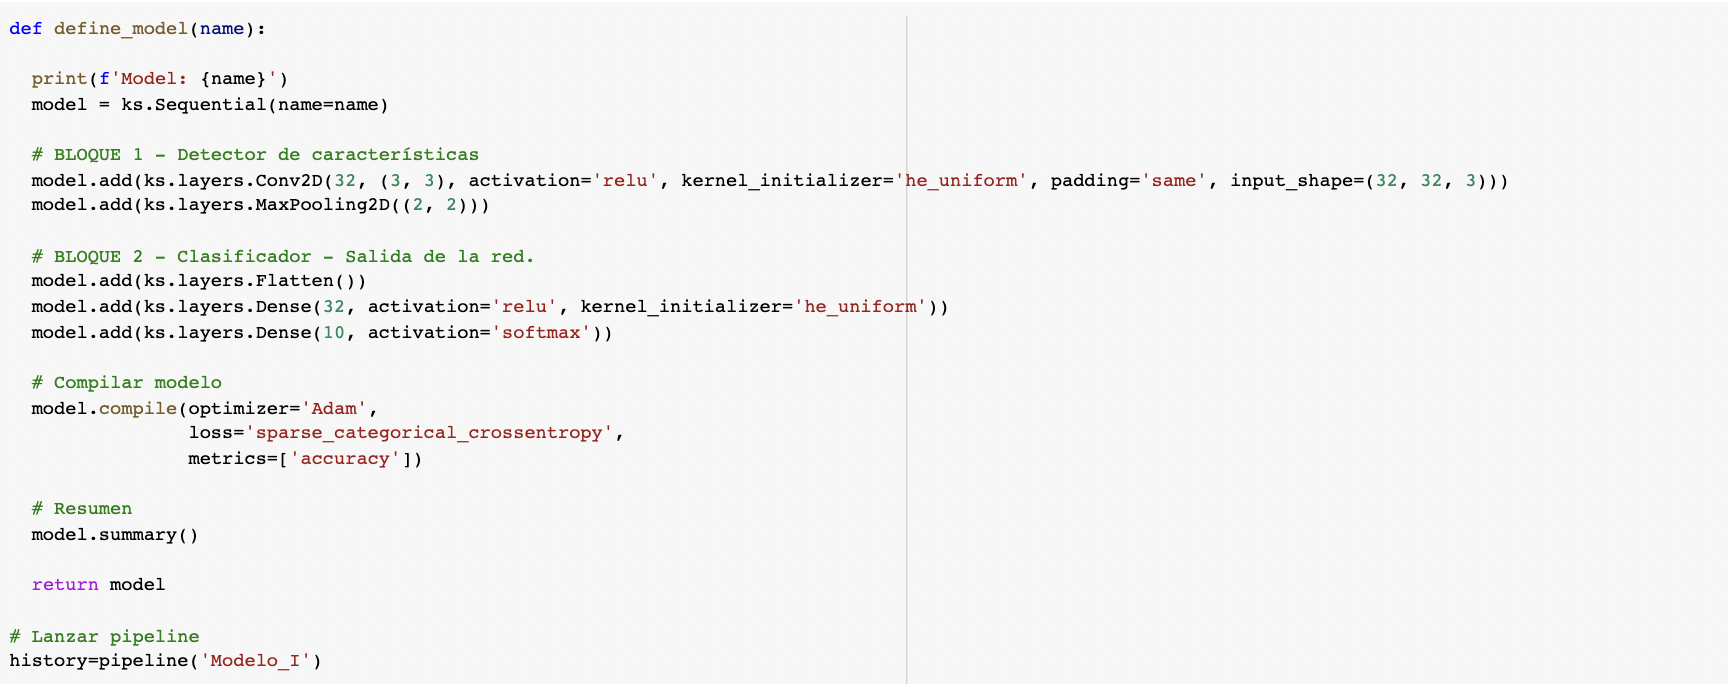 def define_model(name):
print(f'Model: {name}')
model = ks.Sequential(name=name)
# BLOQUE 1 - Detector de características
model.add(ks.layers.Conv2D(32, (3, 3), activation='relu', kernel_initializer='he_uniform', padding='same', input_shape=(32, 32, 3)))
model.add(ks.layers.MaxPooling2D((2, 2)))
# BLOQUE 2 - Clasificador - Salida de la red.
model.add(ks.layers.Flatten())
model.add(ks.layers.Dense(32, activation='relu', kernel_initializer='he_uniform'))
model.add(ks.layers.Dense(10, activation='softmax'))
# Compilar modelo
model.compile(optimizer='Adam',
loss='sparse_categorical_crossentropy',
metrics=['accuracy'])
# Resumen
model.summary()
return model
# Lanzar pipeline
history=pipeline('Modelo_I')